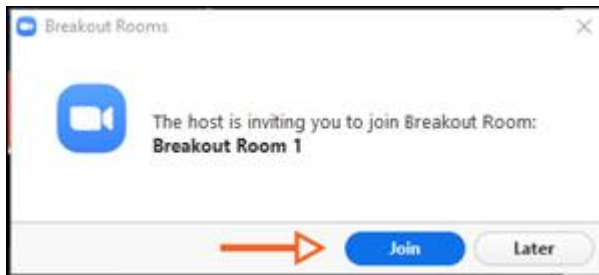 Breakout Rooms
The host is inviting you to join Breakout Room:
Breakout Room 1
Join
Later